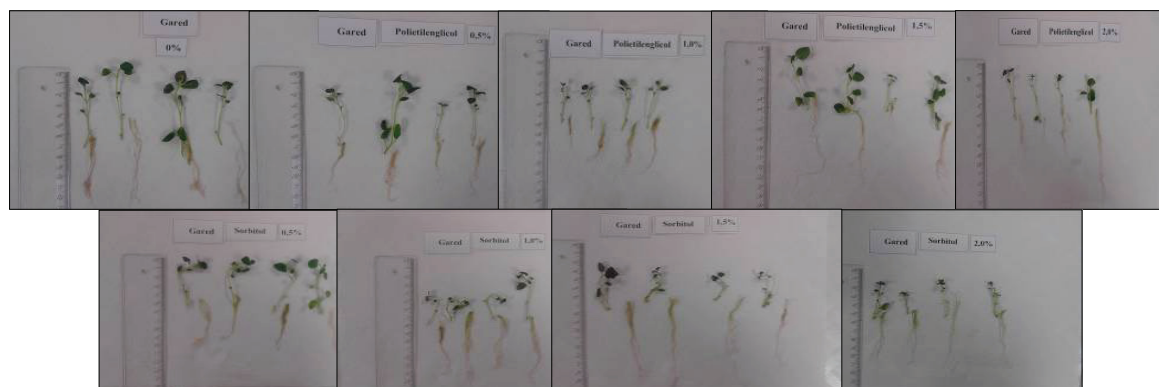 Gared
0%
Gared Polietilenglicol 0,5%
Gared Polietilenglicol 1,0%
Gared Polietilenglicol 1,5%
Gared Polietilenglicol 2,0%
Gared Sorbitol 0,5%
Gared Sorbitol 1,0%
Gared Sorbitol 1,5%
Gared Sorbitol 2,0%